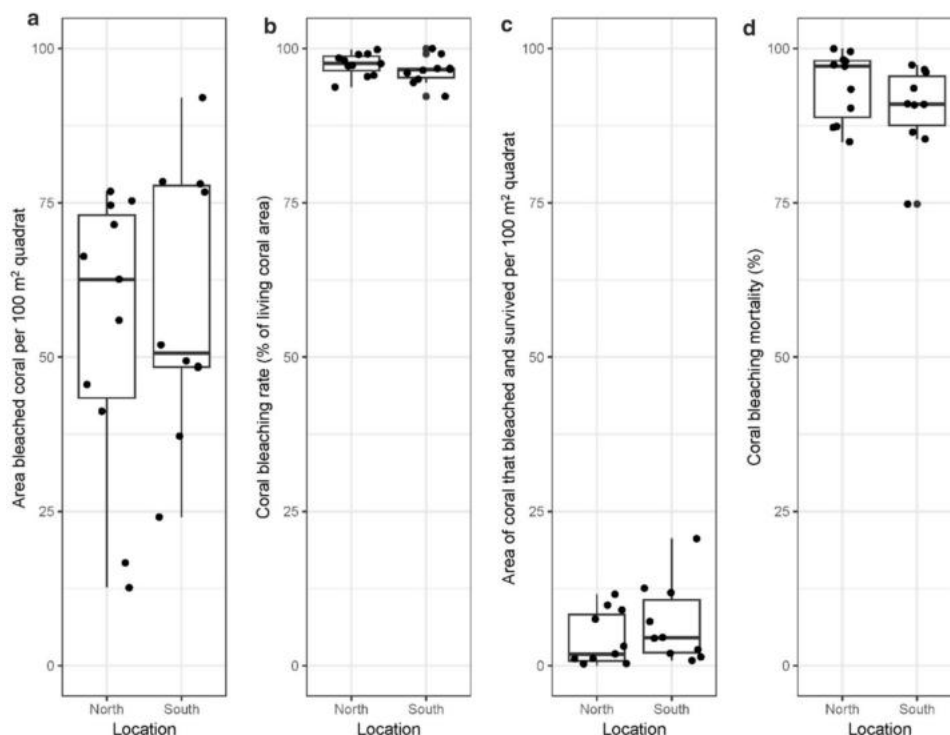 a
Area bleached coral per 100 m² quadrat
100
75
50
25
0
North South
Location
b
Coral bleaching rate (% of living coral area)
100
75
50
25
0
North South
Location
c
Area of coral that bleached and survived per 100 m² quadrat
100
75
50
25
0
North South
Location
d
Coral bleaching mortality (%)
100
75
50
25
0
North South
Location